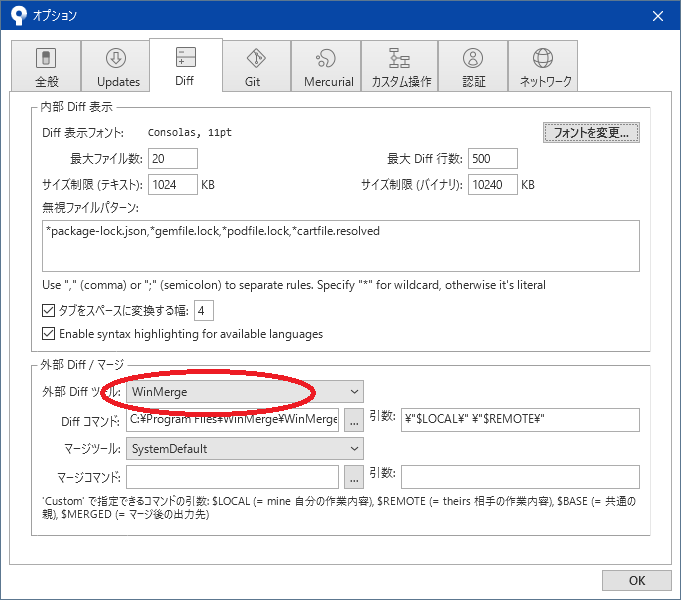 オプション
全般 Updates Diff Git Mercurial カスタム操作 認証 ネットワーク
内部 Diff 表示
Diff 表示フォント: Consolas, 11pt フォントを変更...
最大ファイル数: 20 最大 Diff 行数: 500
サイズ制限 (テキスト): 1024 KB サイズ制限 (バイナリ): 10240 KB
無視ファイルパターン:
*package-lock.json,*gemfile.lock,*podfile.lock,*cartfile.resolved
Use "," (comma) or ";" (semicolon) to separate rules. Specify "*" for wildcard, otherwise it's literal
タブをスペースに変換する幅: 4
Enable syntax highlighting for available languages
外部 Diff / マージ
外部 Diff ツール: WinMerge
Diff コマンド: C:¥Program Files¥WinMerge¥WinMerge ... 引数: ¥"$LOCAL¥" ¥"$REMOTE¥"
マージツール: SystemDefault
マージコマンド: ... 引数:
'Custom' で指定できるコマンドの引数: $LOCAL (= mine 自分の作業内容), $REMOTE (= theirs 相手の作業内容), $BASE (= 共通の
親), $MERGED (= マージ後の出力先)
OK